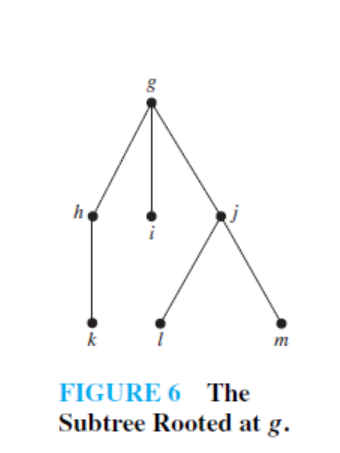 g
h
j
i
k
l
m
FIGURE 6 The
Subtree Rooted at g.